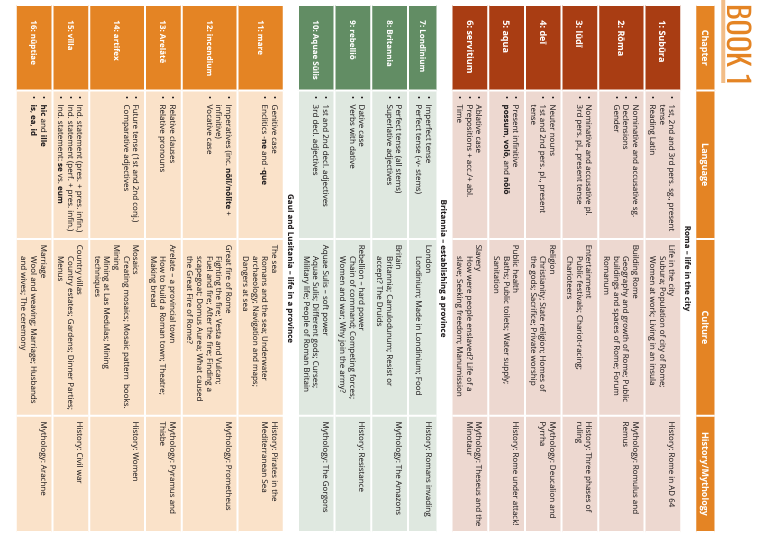 BOOK 1
Chapter
Language
Culture
History/Mythology
Roma – life in the city
1: Subūra
• 1st, 2nd and 3rd pers. sg., present
tense
• Reading Latin
Life in the city
Subura; Population of city of Rome;
Women at work; Living in an insula
History: Rome in AD 64
2: Rōma
• Nominative and accusative sg.
• Declensions
• Gender
Building Rome
Geography and growth of Rome; Public
buildings and spaces of Rome; Forum
Romanum
Mythology: Romulus and
Remus
3: lūdī
• Nominative and accusative pl.
• 3rd pers. pl., present tense
Entertainment
Public festivals; Chariot-racing;
Charioteers
History: Three phases of
ruling
4: deī
• Neuter nouns
• 1st and 2nd pers. pl., present
tense
Religion
Christianity; State religion; Homes of
the gods; Sacrifice; Private worship
Mythology: Deucalion and
Pyrrha
5: aqua
• Present infinitive
• possum, volō, and nōlō
Public health
Baths; Public toilets; Water supply;
Sanitation
History: Rome under attack!
6: servitium
• Ablative case
• Prepositions + acc./+ abl.
• Time
Slavery
How were people enslaved? Life of a
slave; Seeking freedom; Manumission
Mythology: Theseus and the
Minotaur
Britannia – establishing a province
7: Londīnium
• Imperfect tense
• Perfect tense (-v- stems)
London
Londinium; Made in Londinium; Food
History: Romans invading
8: Britannia
• Perfect tense (all stems)
• Superlative adjectives
Britain
Britannia; Camulodunum; Resist or
accept? The Druids
Mythology: The Amazons
9: rebelliō
• Dative case
• Verbs with dative
Rebellion – hard power
Chain of command; Competing forces;
Women and war; Why join the army?
History: Resistance
10: Aquae Sūlis
• 1st and 2nd decl. adjectives
• 3rd decl. adjectives
Aquae Sulis – soft power
Aquae Sulis; Different gods; Curses;
Military life; People of Roman Britain
Mythology: The Gorgons
Gaul and Lusitania – life in a province
11: mare
• Genitive case
• Enclitics -ne and -que
The sea
Romans and the sea; Underwater
archaeology; Navigation and maps;
Dangers at sea
History: Pirates in the
Mediterranean Sea
12: incendium
• Imperatives (inc. nōlī/nōlīte +
infinitive)
• Vocative case
Great fire of Rome
Fighting the fire; Vesta and Vulcan;
Fuel and fire; After the fire; Finding a
scapegoat; Domus Aurea; What caused
the Great Fire of Rome?
Mythology: Prometheus
13: Arelātē
• Relative clauses
• Relative pronouns
Arelate – a provincial town
How to build a Roman town; Theatre;
Making bread
Mythology: Pyramus and
Thisbe
14: artifex
• Future tense (1st and 2nd conj.)
• Comparative adjectives
Mosaics
Creating mosaics; Mosaic pattern books.
Mining
Mining at Las Medulas; Mining
techniques
History: Women
15: vīlla
• Ind. statement (pres. + pres. infin.)
• Ind. statement (perf. + pres. infin.)
• Ind. statement: se vs. eum
Country villas
Country estates; Gardens; Dinner Parties;
Menus
History: Civil war
16: nūptiae
• hic and ille
• is, ea, id
Marriage
Wool and weaving; Marriage; Husbands
and wives; The ceremony
Mythology: Arachne